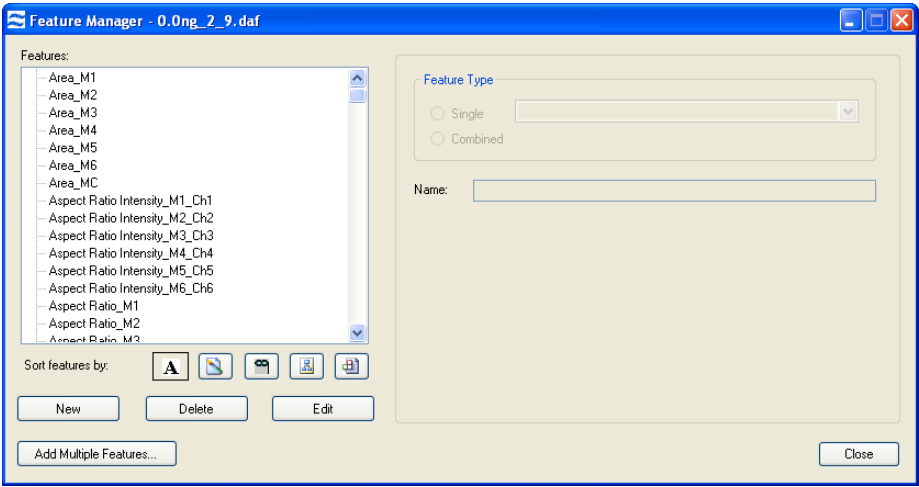 Feature Manager - 0.0ng_2_9.daf
Features:
Area_M1
Area_M2
Area_M3
Area_M4
Area_M5
Area_M6
Area_MC
Aspect Ratio Intensity_M1_Ch1
Aspect Ratio Intensity_M2_Ch2
Aspect Ratio Intensity_M3_Ch3
Aspect Ratio Intensity_M4_Ch4
Aspect Ratio Intensity_M5_Ch5
Aspect Ratio Intensity_M6_Ch6
Aspect Ratio_M1
Aspect Ratio_M2
Aspect Ratio_M3
Sort features by:
A
New
Delete
Edit
Add Multiple Features...
Feature Type
Single
Combined
Name:
Close